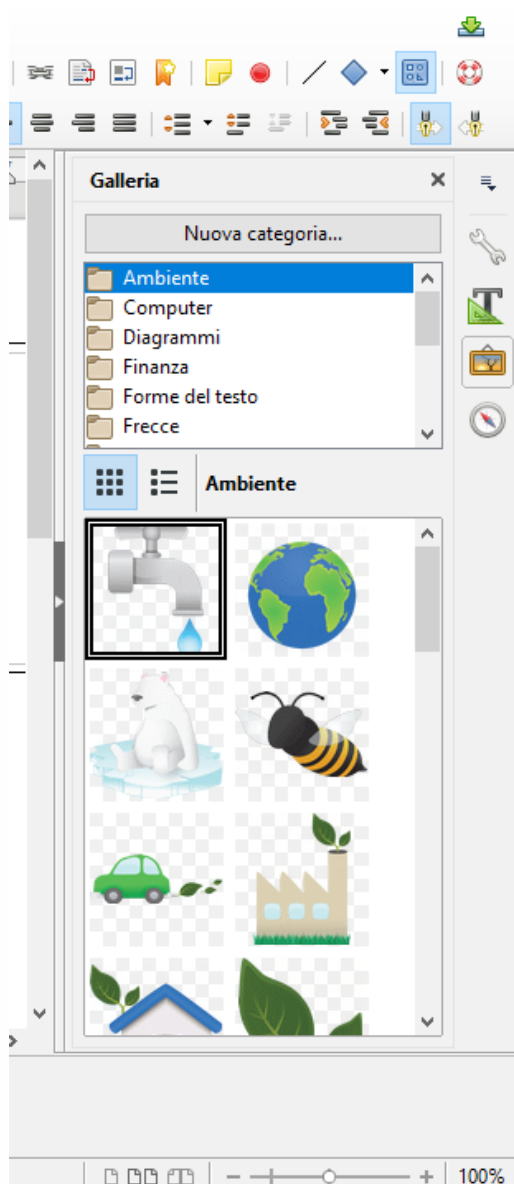 Galleria
Nuova categoria...
Ambiente
Computer
Diagrammi
Finanza
Forme del testo
Frecce
Ambiente
100%